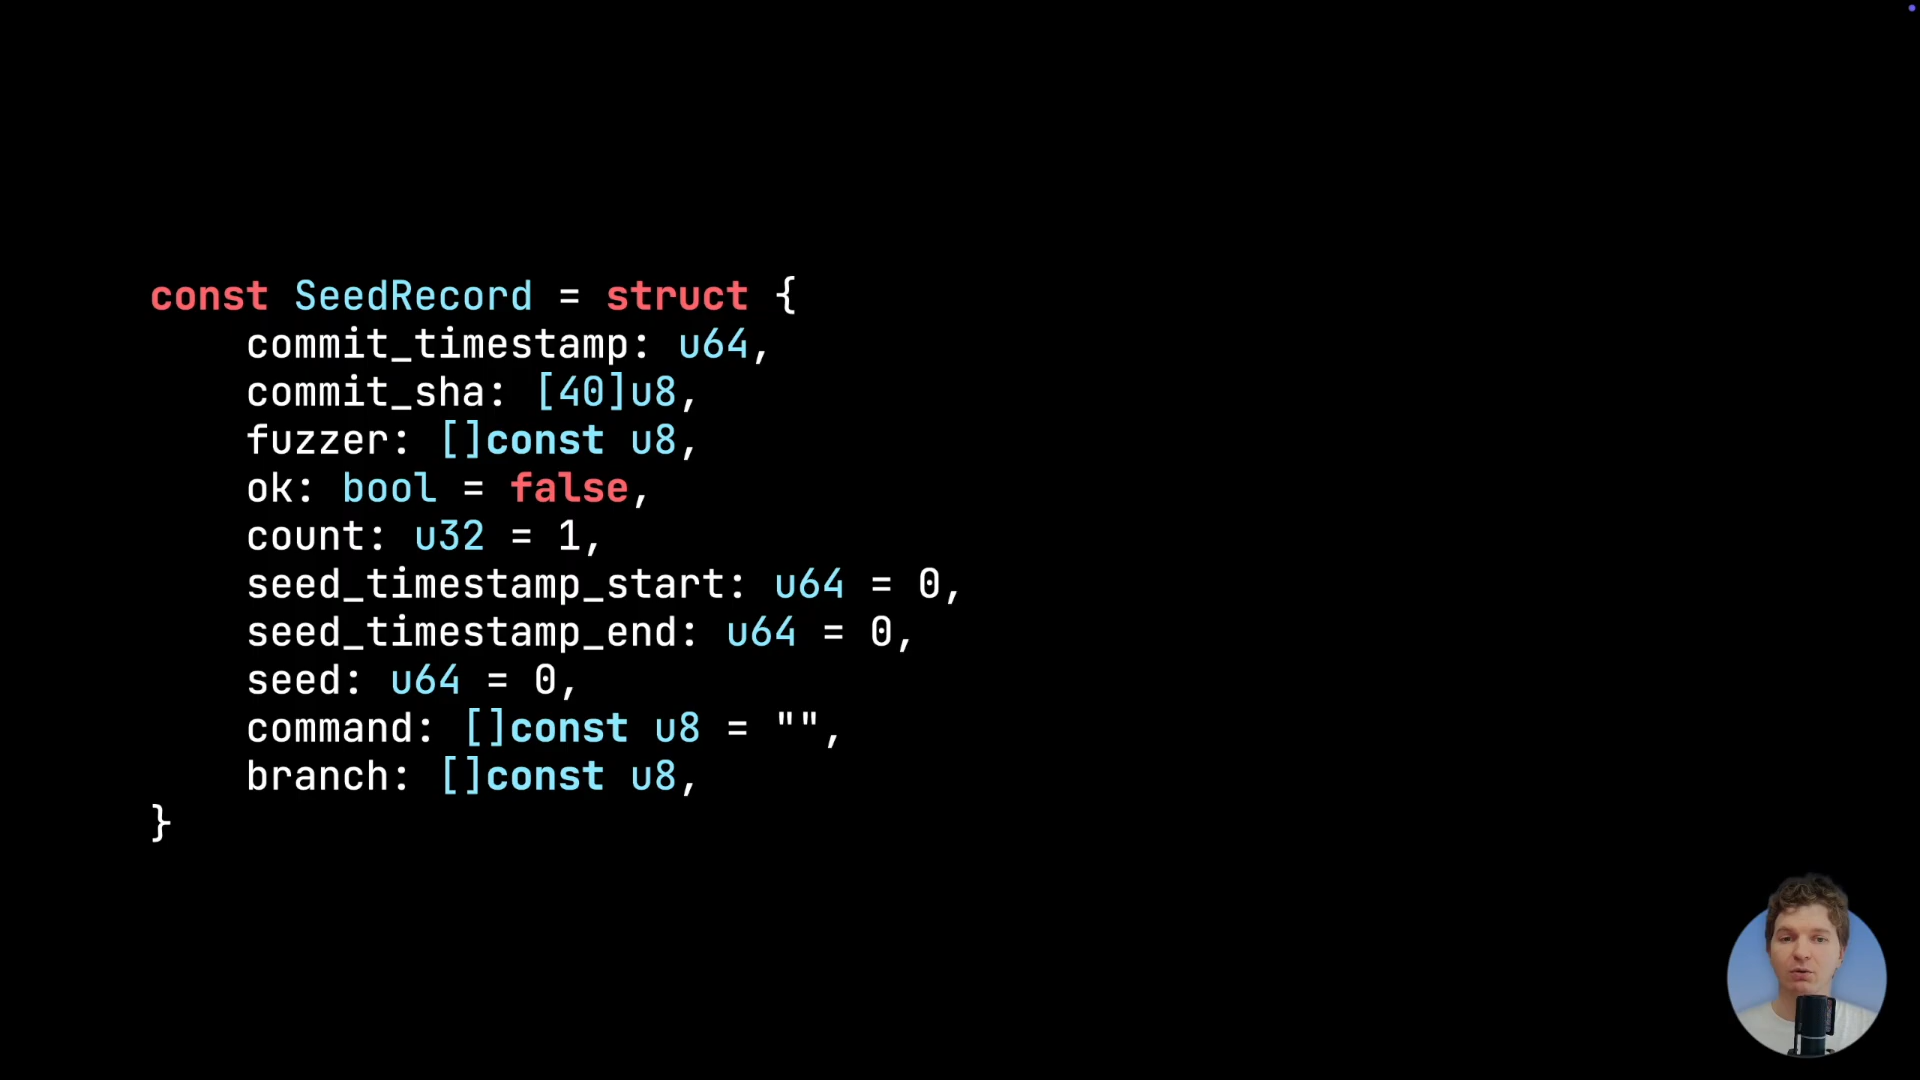 const SeedRecord = struct {
    commit_timestamp: u64,
    commit_sha: [40]u8,
    fuzzer: []const u8,
    ok: bool = false,
    count: u32 = 1,
    seed_timestamp_start: u64 = 0,
    seed_timestamp_end: u64 = 0,
    seed: u64 = 0,
    command: []const u8 = "",
    branch: []const u8,
}